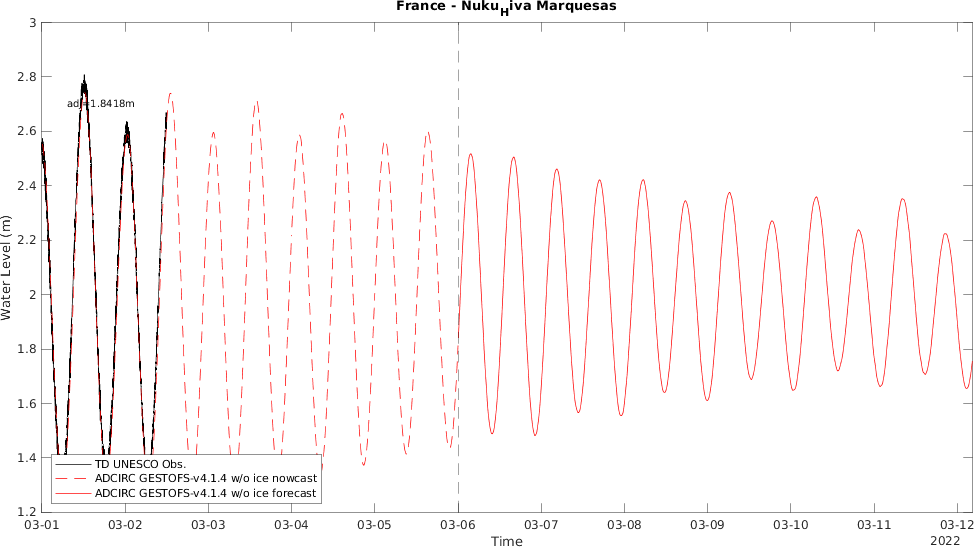 France - Nuku_Hiva Marquesas
3
2.8
adj=1.8418m
2.6
2.4
2.2
Water Level (m)
2
1.8
1.6
1.4
TD UNESCO Obs.
ADCIRC GESTOFS-v4.1.4 w/o ice nowcast
ADCIRC GESTOFS-v4.1.4 w/o ice forecast
1.2
03-01 03-02 03-03 03-04 03-05 03-06 03-07 03-08 03-09 03-10 03-11 03-12
Time
2022